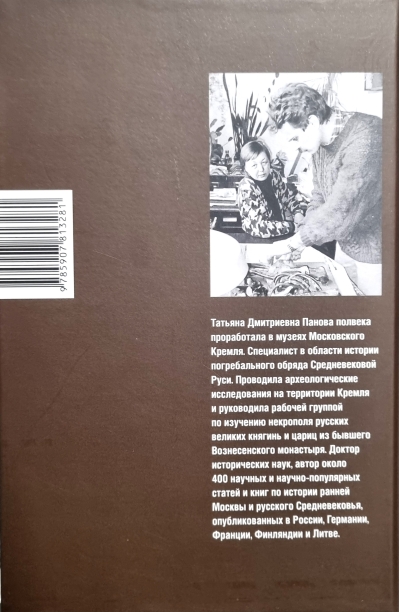 Татьяна Дмитриевна Панова полвека
проработала в музеях Московского
Кремля. Специалист в области истории
погребального обряда Средневековой
Руси. Проводила археологические
исследования на территории Кремля
и руководила рабочей группой
по изучению некрополя русских
великих княгинь и цариц из бывшего
Вознесенского монастыря. Доктор
исторических наук, автор около
400 научных и научно-популярных
статей и книг по истории ранней
Москвы и русского Средневековья,
опубликованных в России, Германии,
Франции, Финляндии и Литве.
9785907813281